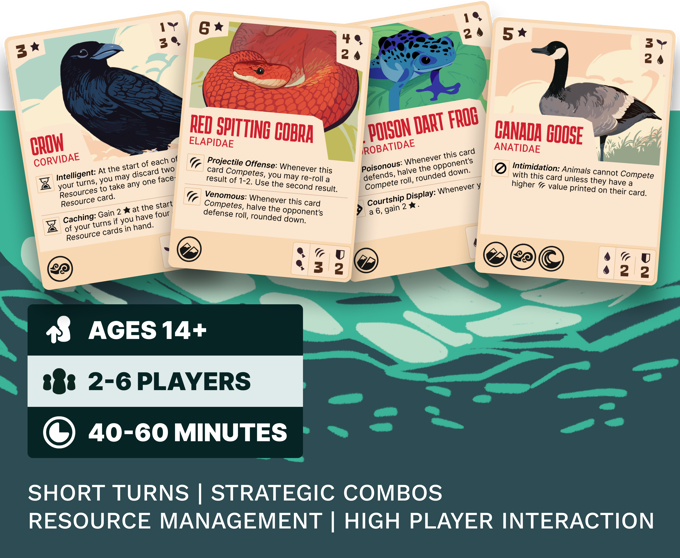 3
1
3
CROW
CORVIDAE
Intelligent: At the start of each of
your turns, you may discard two
Resources to take any one face-
Resource card.
Caching: Gain 2 at the start
of your turns if you have four
Resource cards in hand.
6
4
2
RED SPITTING COBRA
ELAPIDAE
Projectile Offense: Whenever this
card Competes, you may re-roll a
result of 1-2. Use the second result.
Venomous: Whenever this card
Competes, halve the opponent's
defense roll, rounded down.
3 2
1
2
POISON DART FROG
ROBATIDAE
Poisonous: Whenever this card
defends, halve the opponent's
Compete roll, rounded down.
Courtship Display: Whenever y
a 6, gain 2
5
3
2
CANADA GOOSE
ANATIDAE
Intimidation: Animals cannot Compete
with this card unless they have a
higher value printed on their card.
2 2
AGES 14+
2-6 PLAYERS
40-60 MINUTES
SHORT TURNS | STRATEGIC COMBOS
RESOURCE MANAGEMENT | HIGH PLAYER INTERACTION